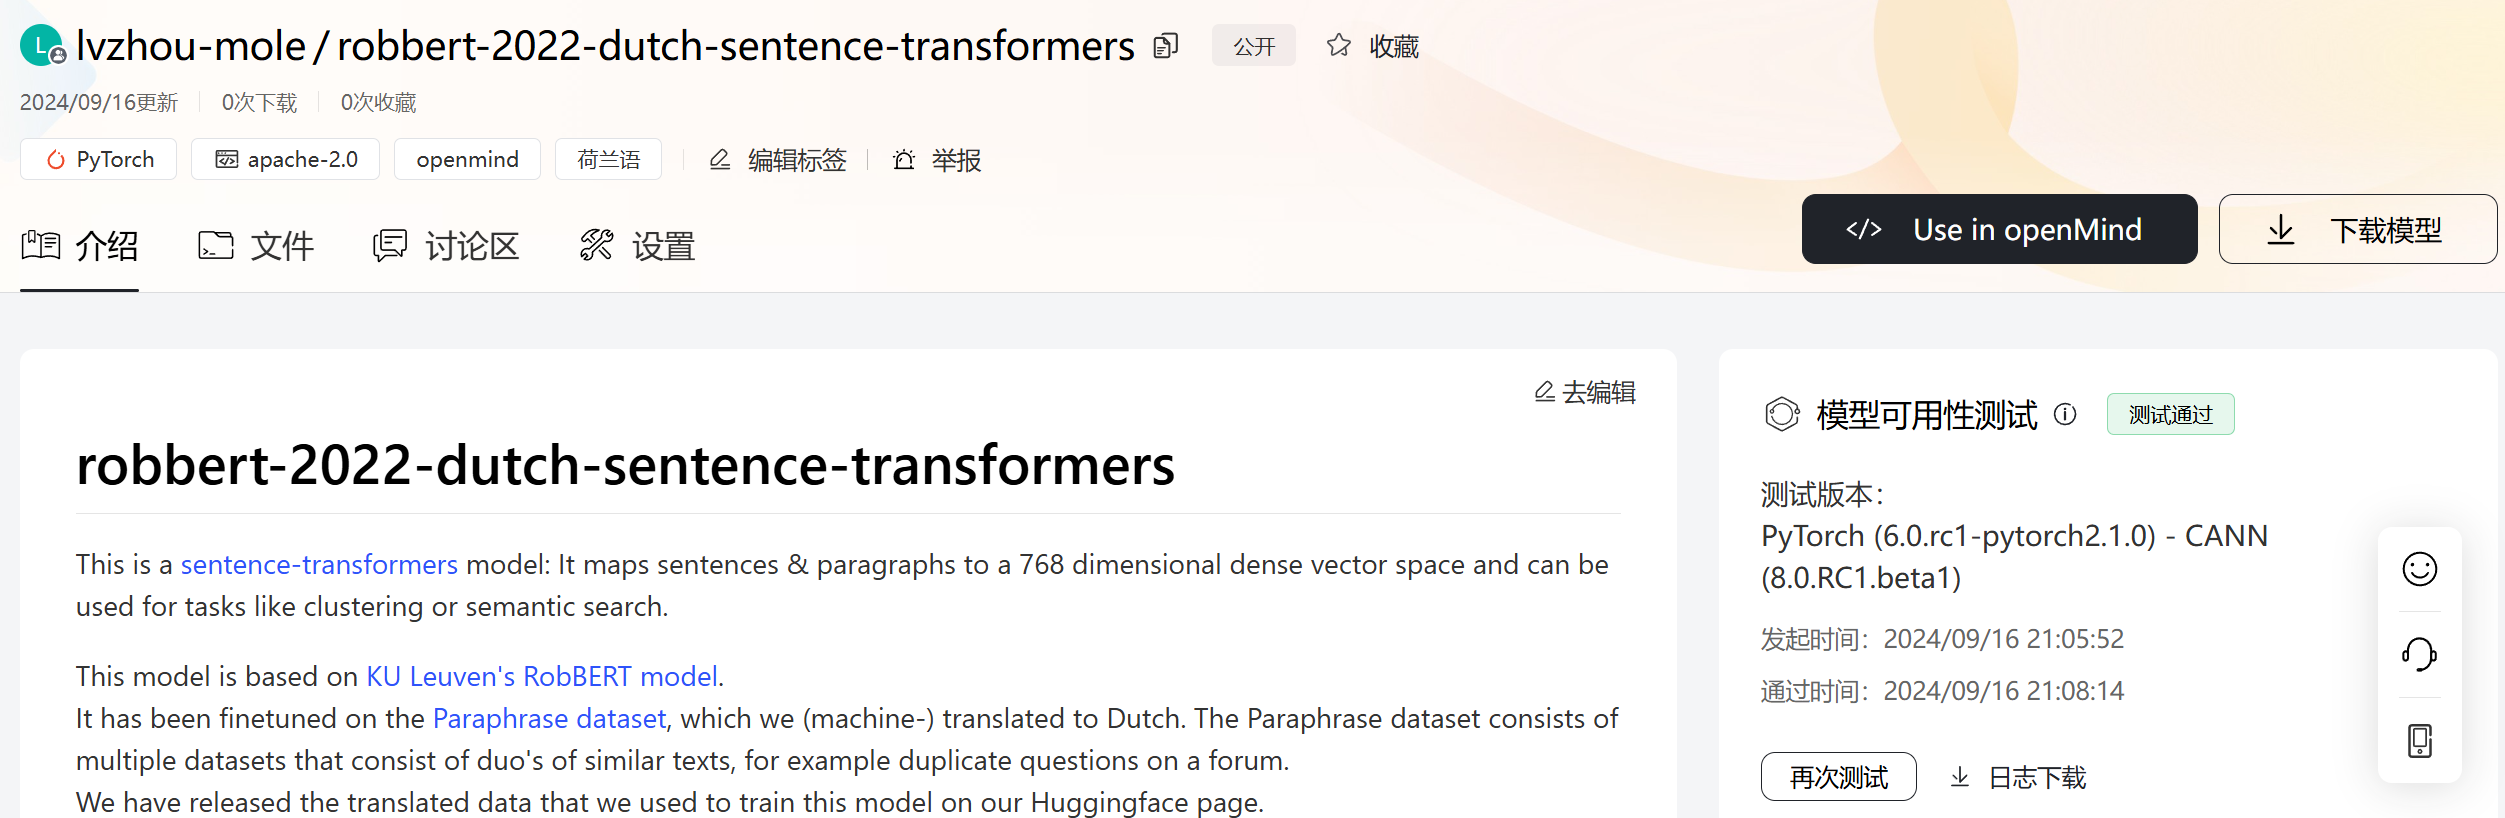 L lvzhou-mole / robbert-2022-dutch-sentence-transformers 公开 收藏
2024/09/16更新 0次下载 0次收藏
PyTorch apache-2.0 openmind 荷兰语 编辑标签 举报
介绍 文件 讨论区 设置
Use in openMind 下载模型
去编辑
robbert-2022-dutch-sentence-transformers
This is a sentence-transformers model: It maps sentences & paragraphs to a 768 dimensional dense vector space and can be
used for tasks like clustering or semantic search.
This model is based on KU Leuven's RobBERT model.
It has been finetuned on the Paraphrase dataset, which we (machine-) translated to Dutch. The Paraphrase dataset consists of
multiple datasets that consist of duo's of similar texts, for example duplicate questions on a forum.
We have released the translated data that we used to train this model on our Huggingface page.
模型可用性测试 测试通过
测试版本：
PyTorch (6.0.rc1-pytorch2.1.0) - CANN
(8.0.RC1.beta1)
发起时间：2024/09/16 21:05:52
通过时间：2024/09/16 21:08:14
再次测试 日志下载